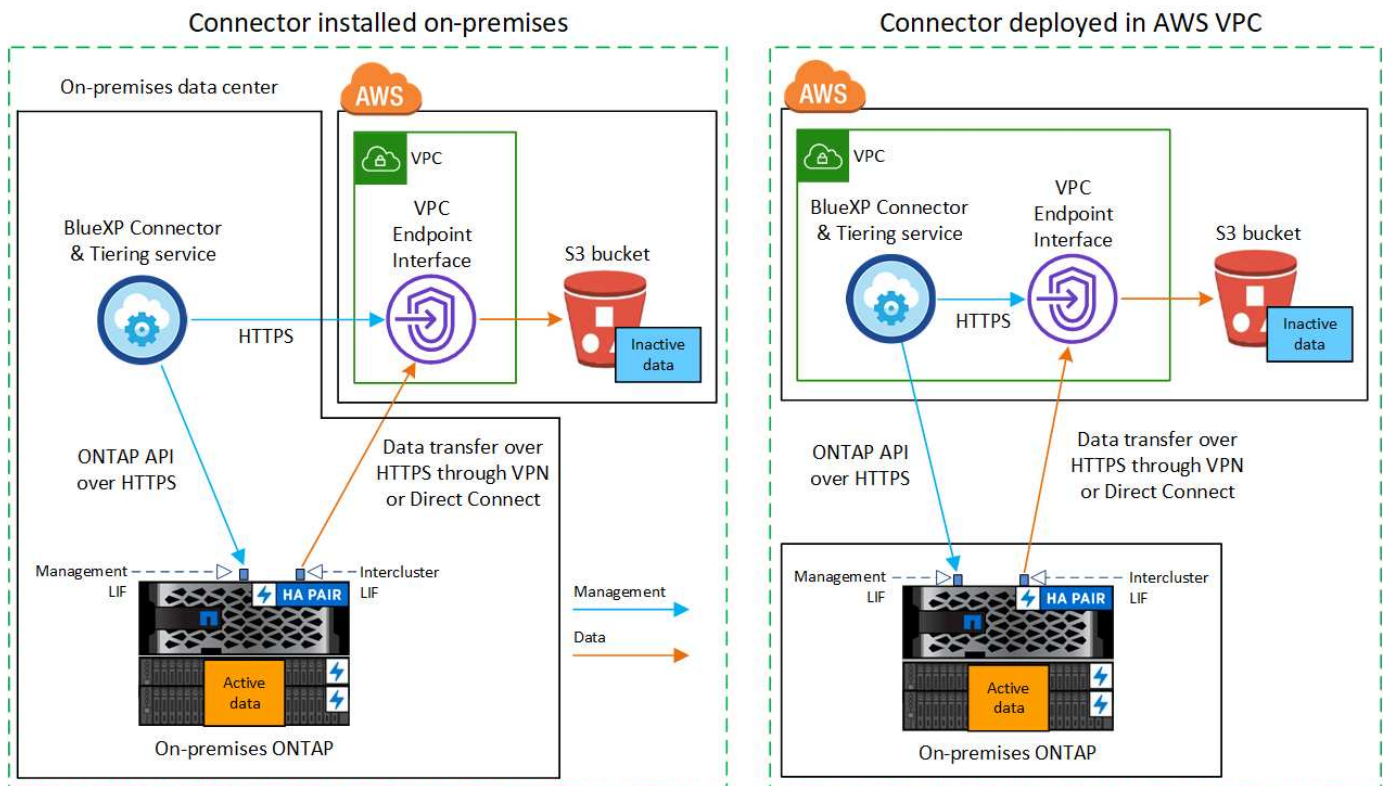 Connector installed on-premises
On-premises data center
AWS
VPC
BlueXP Connector
& Tiering service
VPC
Endpoint
Interface
S3 bucket
HTTPS
Inactive
data
ONTAP API
over HTTPS
Data transfer over
HTTPS through VPN
or Direct Connect
Management
LIF
Intercluster
LIF
HA PAIR
Management
Data
Active
data
On-premises ONTAP
Connector deployed in AWS VPC
AWS
VPC
BlueXP Connector
& Tiering service
VPC
Endpoint
Interface
S3 bucket
HTTPS
Inactive
data
ONTAP API
over HTTPS
Data transfer over
HTTPS through VPN
or Direct Connect
Management
LIF
Intercluster
LIF
HA PAIR
Active
data
On-premises ONTAP